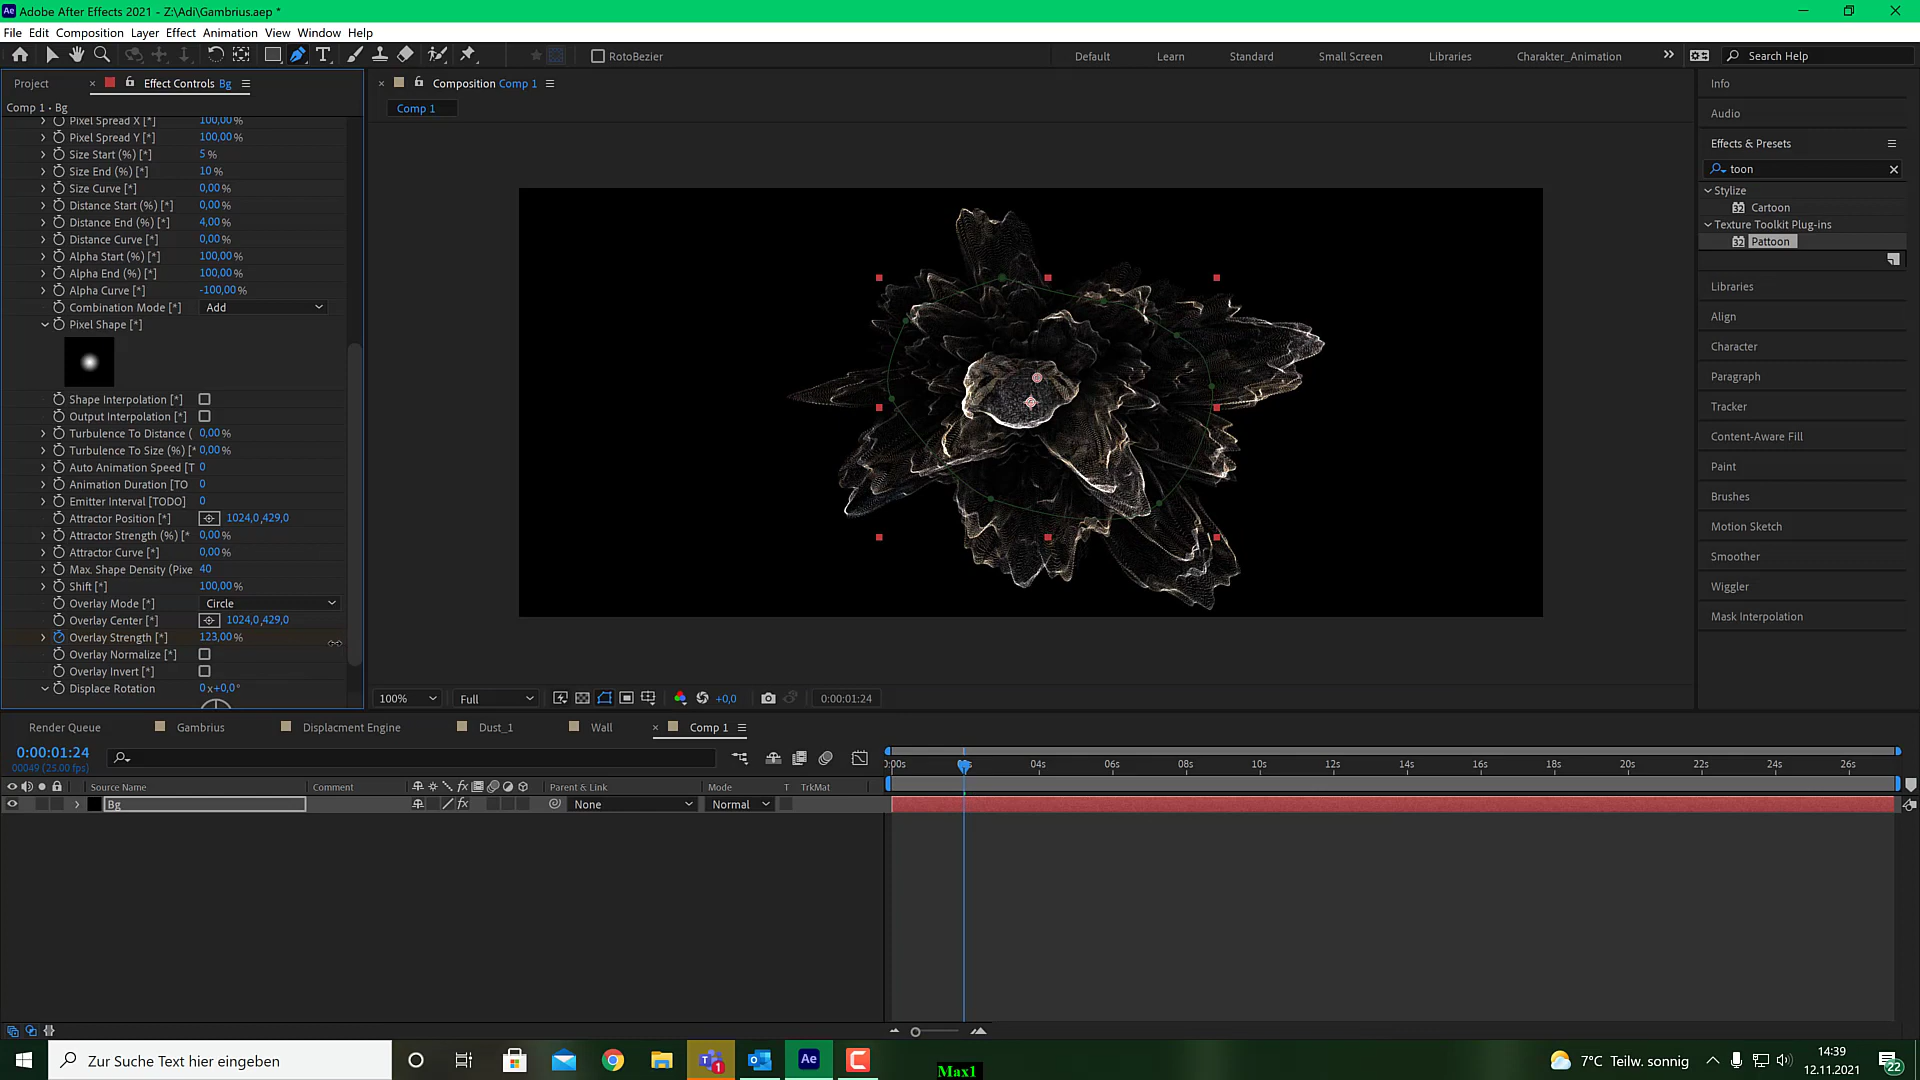 Adobe After Effects 2021 - Z:\Adi\Gambrius.aep *
File Edit Composition Layer Effect Animation View Window Help
RotoBezier
Default Learn Standard Small Screen Libraries Charakter_Animation Search Help
Project Effect Controls Bg
Comp 1 • Bg
Pixel Spread X [*] 100,00 %
Pixel Spread Y [*] 100,00 %
Size Start (%) [*] 5 %
Size End (%) [*] 10 %
Size Curve [*] 0,00 %
Distance Start (%) [*] 0,00 %
Distance End (%) [*] 4,00 %
Distance Curve [*] 0,00 %
Alpha Start (%) [*] 100,00 %
Alpha End (%) [*] 100,00 %
Alpha Curve [*] -100,00 %
Combination Mode [*] Add
Pixel Shape [*]
Shape Interpolation [*]
Output Interpolation [*]
Turbulence To Distance ( 0,00 %
Turbulence To Size (%) [* 0,00 %
Auto Animation Speed [T 0
Animation Duration [TO 0
Emitter Interval [TODO] 0
Attractor Position [*] 1024,0,429,0
Attractor Strength (%) [* 0,00 %
Attractor Curve [*] 0,00 %
Max. Shape Density (Pixe 40
Shift [*] 100,00 %
Overlay Mode [*] Circle
Overlay Center [*] 1024,0,429,0
Overlay Strength [*] 123,00 %
Overlay Normalize [*]
Overlay Invert [*]
Displace Rotation 0 x+0,0°
Composition Comp 1
Comp 1
100% Full +0,0 0:00:01:24
Info
Audio
Effects & Presets
toon
Stylize
32 Cartoon
Texture Toolkit Plug-ins
32 Pattoon
Libraries
Align
Character
Paragraph
Tracker
Content-Aware Fill
Paint
Brushes
Motion Sketch
Smoother
Wiggler
Mask Interpolation
Render Queue Gambrius Displacment Engine Dust_1 Wall Comp 1
0:00:01:24
00049 (25.00 fps)
Source Name Comment Parent & Link Mode T TrkMat
Bg None Normal
0:00s 04s 06s 08s 10s 12s 14s 16s 18s 20s 22s 24s 26s
Zur Suche Text hier eingeben
Max1
7°C Teilw. sonnig
14:39
12.11.2021
22